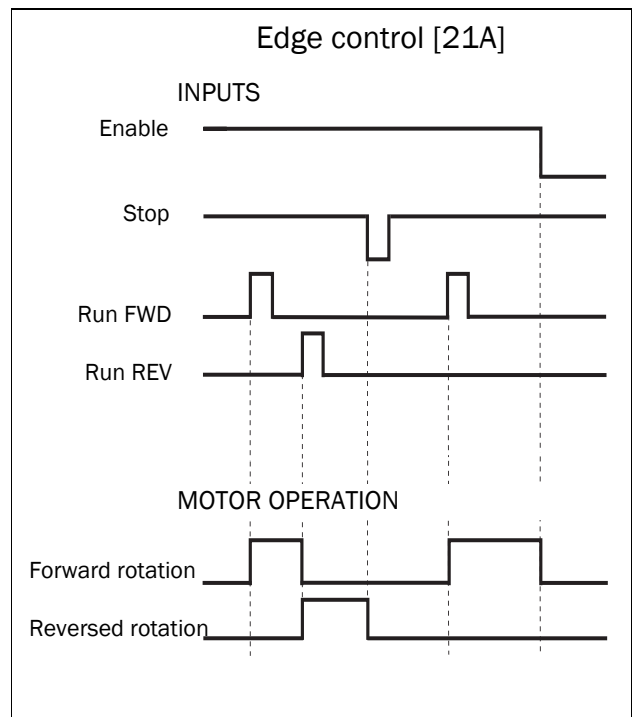 Edge control [21A]
INPUTS
Enable
Stop
Run FWD
Run REV
MOTOR OPERATION
Forward rotation
Reversed rotation